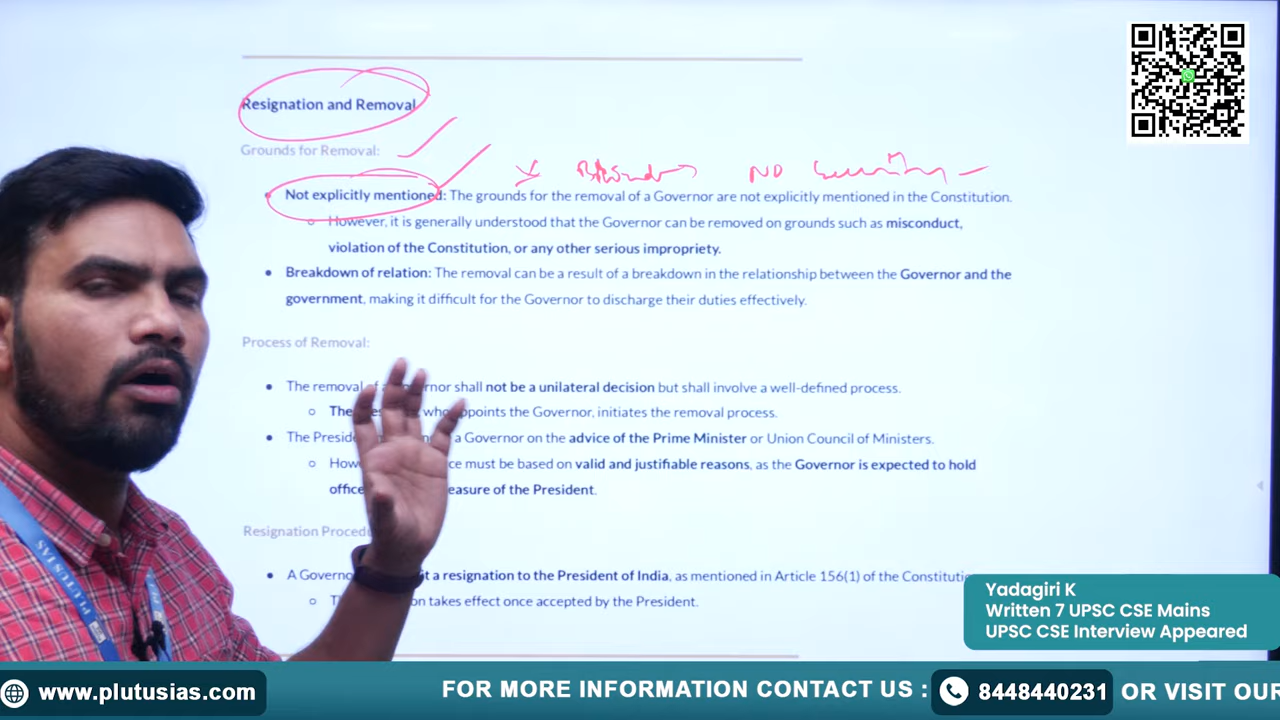 Resignation and Removal
Grounds for Removal:
Not explicitly mentioned: The grounds for the removal of a Governor are not explicitly mentioned in the Constitution.
However, it is generally understood that the Governor can be removed on grounds such as misconduct,
violation of the Constitution, or any other serious impropriety.
Breakdown of relation: The removal can be a result of a breakdown in the relationship between the Governor and the
government, making it difficult for the Governor to discharge their duties effectively.
Process of Removal:
The removal shall not be a unilateral decision but shall involve a well-defined process.
appoints the Governor, initiates the removal process.
The a Governor on the advice of the Prime Minister or Union Council of Ministers.
must be based on valid and justifiable reasons, as the Governor is expected to hold
of the President.
Resignation
A a resignation to the President of India, as mentioned in Article 156(1) of the
takes effect once accepted by the President.
NO
PLUTUS IAS
Yadagiri K
Written 7 UPSC CSE Mains
UPSC CSE Interview Appeared
www.plutusias.com
FOR MORE INFORMATION CONTACT US :
8448440231
OR VISIT OUR